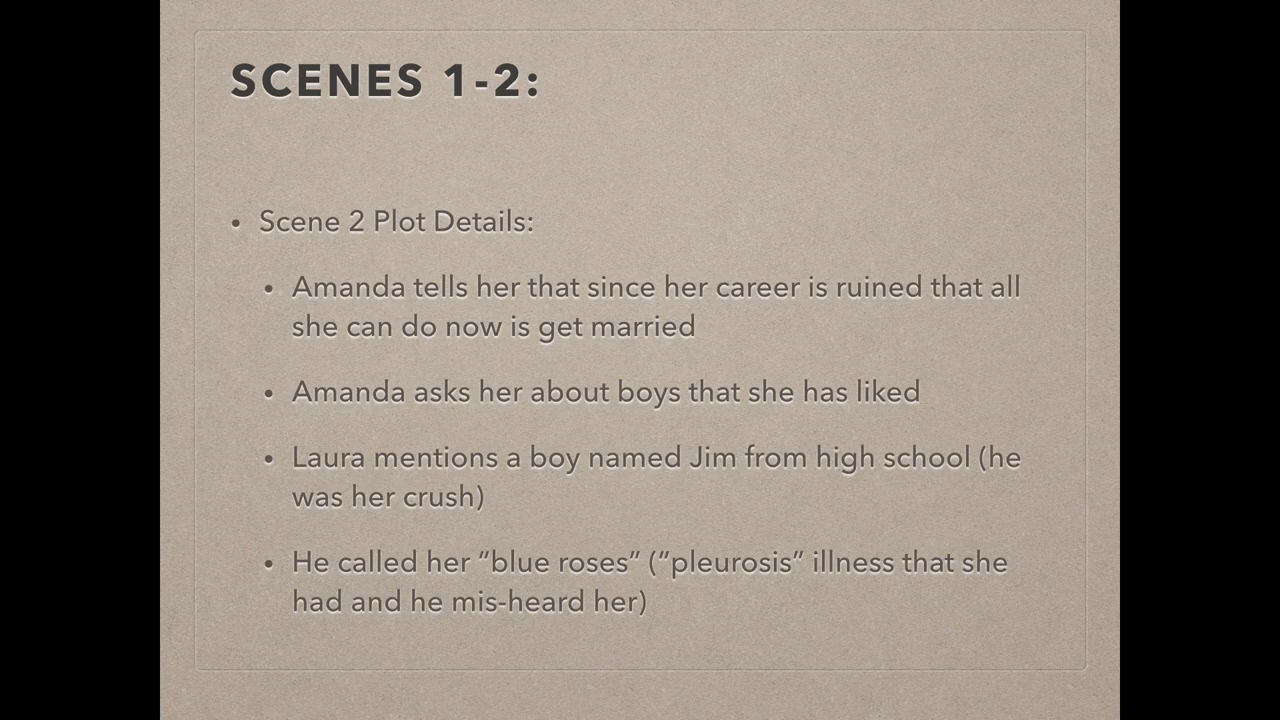 SCENES 1-2:
• Scene 2 Plot Details:
• Amanda tells her that since her career is ruined that all
she can do now is get married
• Amanda asks her about boys that she has liked
• Laura mentions a boy named Jim from high school (he
was her crush)
• He called her “blue roses” (“pleurosis” illness that she
had and he mis-heard her)